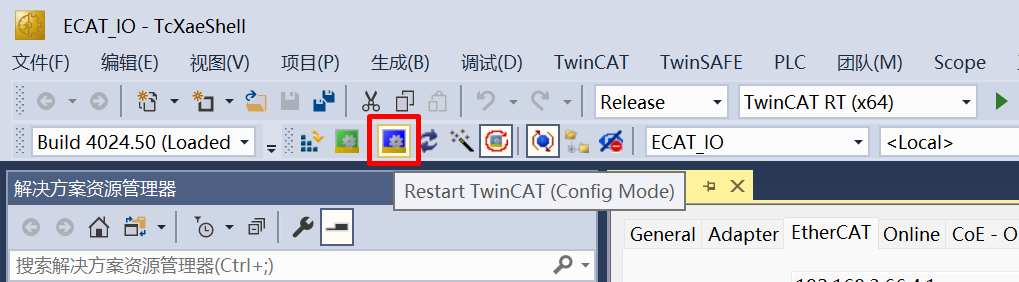 ECAT_IO - TcXaeShell
文件(F) 编辑(E) 视图(V) 项目(P) 生成(B) 调试(D) TwinCAT TwinSAFE PLC 团队(M) Scope
Release TwinCAT RT (x64)
Build 4024.50 (Loaded ECAT_IO <Local>
解决方案资源管理器 Restart TwinCAT (Config Mode)
General Adapter EtherCAT Online CoE - O
搜索解决方案资源管理器(Ctrl+;)